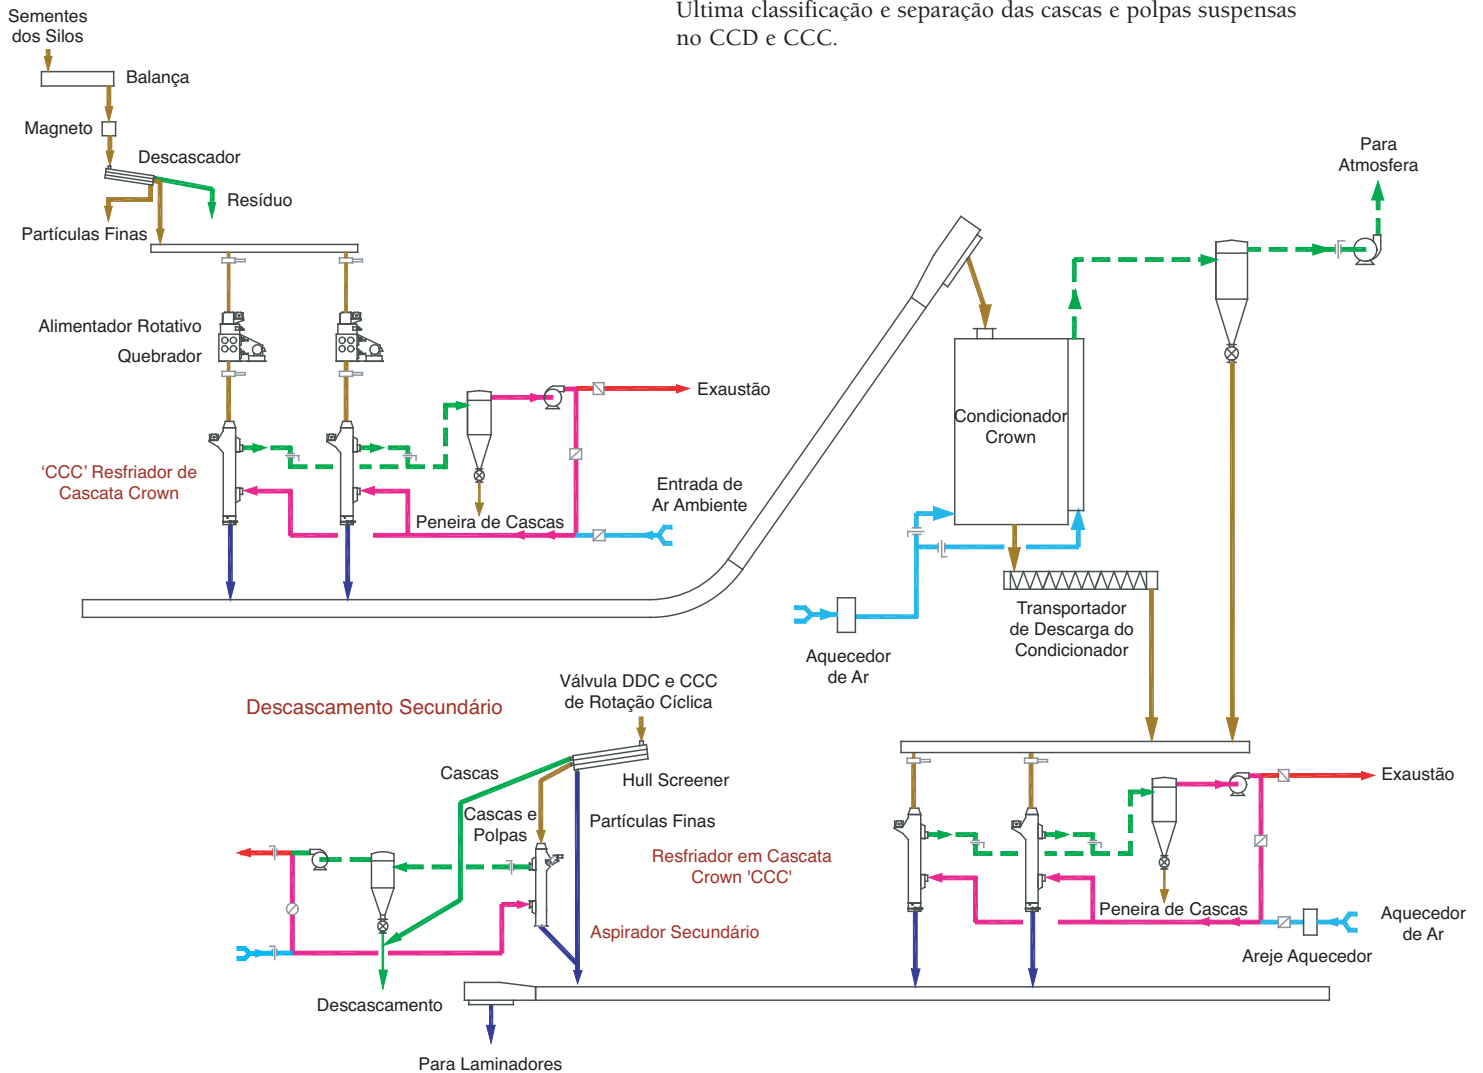 Ultima classificação e separação das cascas e polpas suspensas
no CCD e CCC.
Sementes
dos Silos
Balança
Magneto
Descascador
Resíduo
Partículas Finas
Alimentador Rotativo
Quebrador
'CCC' Resfriador de
Cascata Crown
Exaustão
Peneira de Cascas
Entrada de
Ar Ambiente
Para
Atmosfera
Condicionador
Crown
Transportador
de Descarga do
Condicionador
Aquecedor
de Ar
Descascamento Secundário
Válvula DDC e CCC
de Rotação Cíclica
Cascas
Hull Screener
Cascas e
Polpas
Partículas Finas
Resfriador em Cascata
Crown 'CCC'
Aspirador Secundário
Descascamento
Para Laminadores
Exaustão
Peneira de Cascas
Aquecedor
de Ar
Areje Aquecedor